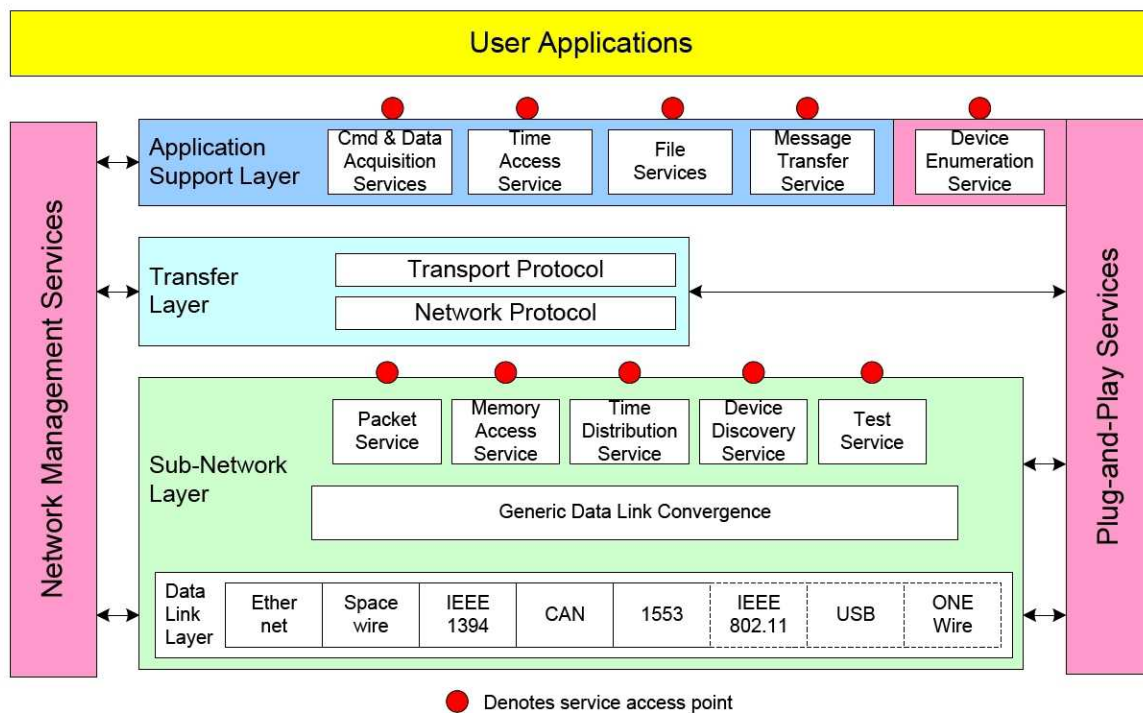 User Applications
Network Management Services
Application
Support Layer
Cmd & Data
Acquisition
Services
Time
Access
Service
File
Services
Message
Transfer
Service
Device
Enumeration
Service
Plug-and-Play Services
Transfer
Layer
Transport Protocol
Network Protocol
Sub-Network
Layer
Packet
Service
Memory
Access
Service
Time
Distribution
Service
Device
Discovery
Service
Test
Service
Generic Data Link Convergence
Data
Link
Layer
Ether
net
Space
wire
IEEE
1394
CAN
1553
IEEE
802.11
USB
ONE
Wire
Denotes service access point